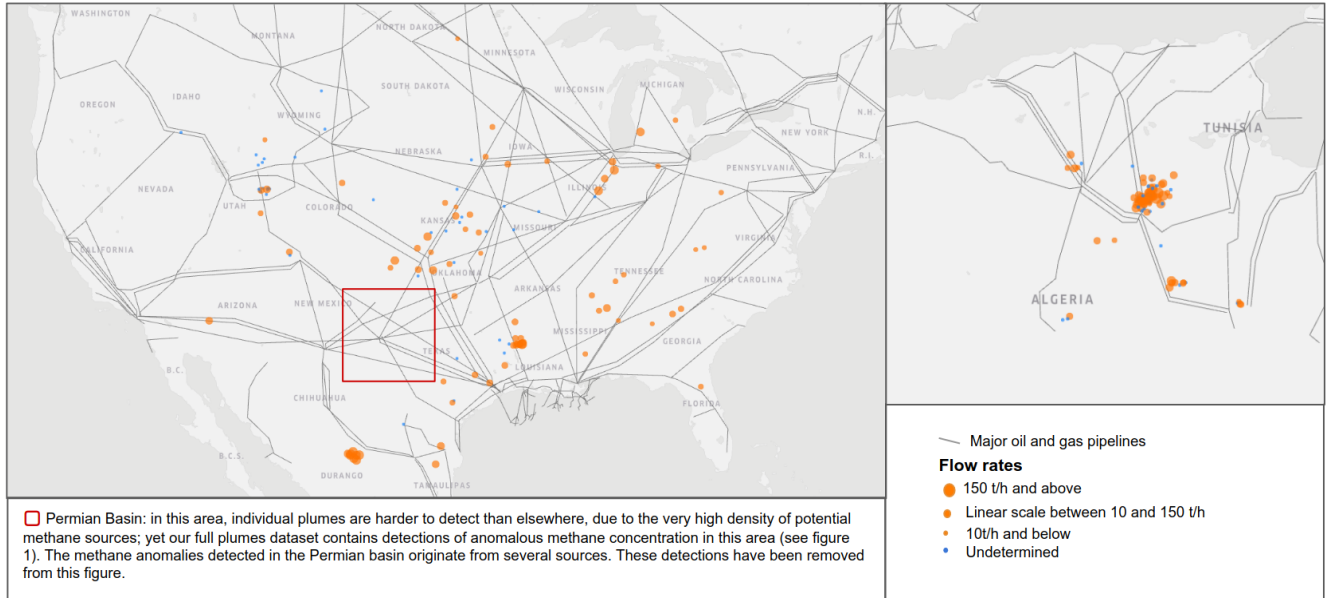 WASHINGTON
MONTANA
NORTH DAKOTA
MINNESOTA
OREGON
IDAHO
SOUTH DAKOTA
WISCONSIN
MICHIGAN
WYOMING
N.H.
NEW YORK
R.I.
NEBRASKA
IOWA
PENNSYLVANIA
NEVADA
UTAH
COLORADO
ILLINOIS
KANSAS
MISSOURI
VIRGINIA
CALIFORNIA
OKLAHOMA
TENNESSEE
NORTH CAROLINA
ARKANSAS
ARIZONA
NEW MEXICO
MISSISSIPPI
GEORGIA
TEXAS
LOUISIANA
B.C.
CHIHUAHUA
FLORIDA
B.C.S.
DURANGO
TAMAULIPAS
TUNISIA
ALGERIA
Permian Basin: in this area, individual plumes are harder to detect than elsewhere, due to the very high density of potential
methane sources; yet our full plumes dataset contains detections of anomalous methane concentration in this area (see figure
1). The methane anomalies detected in the Permian basin originate from several sources. These detections have been removed
from this figure.
Major oil and gas pipelines
Flow rates
150 t/h and above
Linear scale between 10 and 150 t/h
10t/h and below
Undetermined